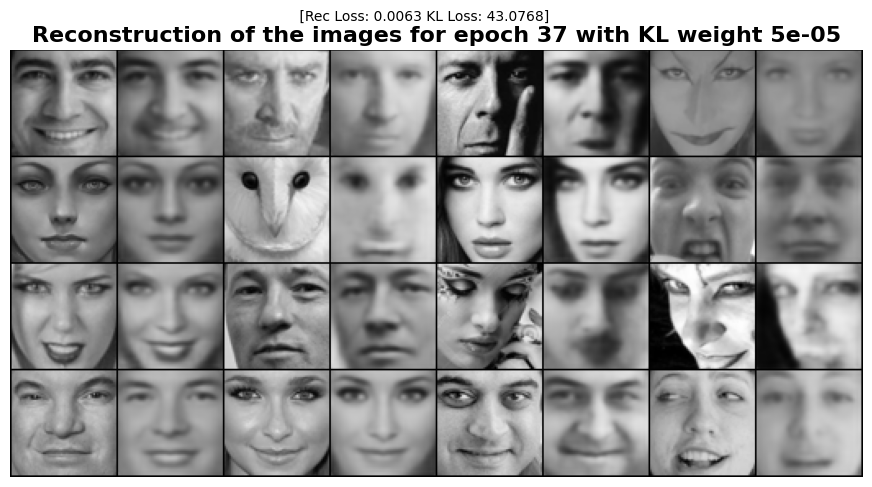 [Rec Loss: 0.0063 KL Loss: 43.0768]
Reconstruction of the images for epoch 37 with KL weight 5e-05